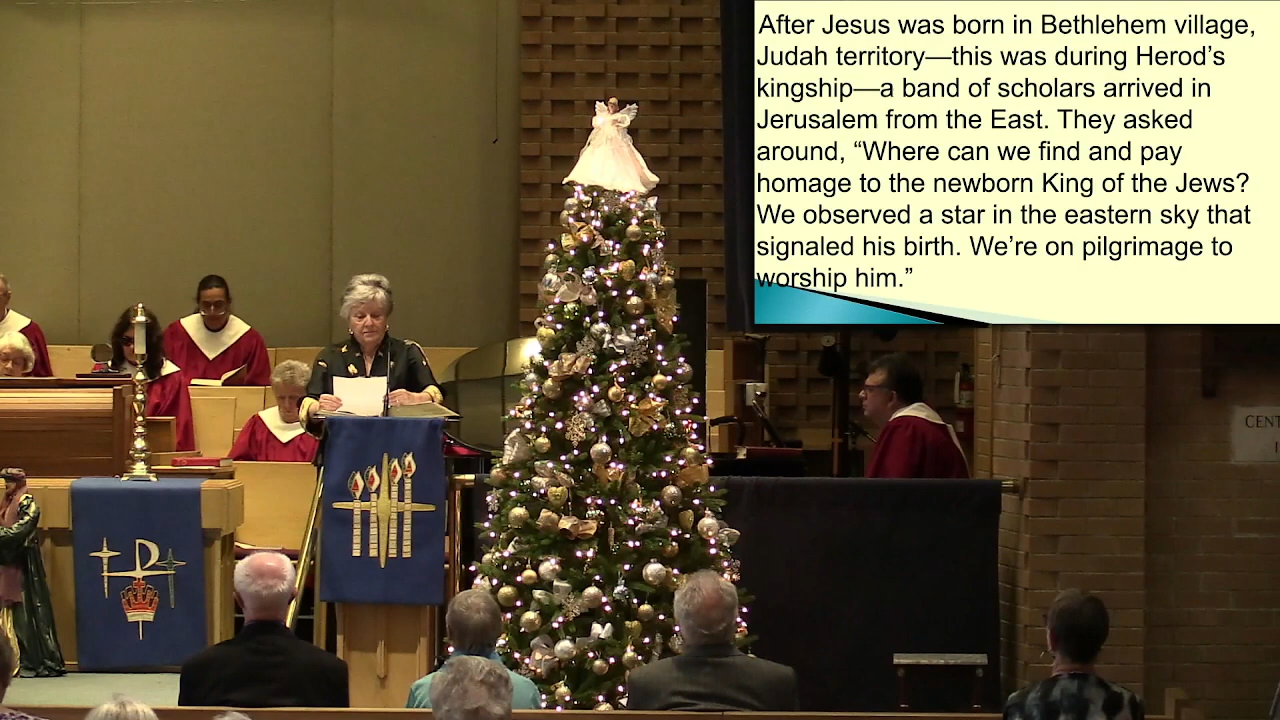 After Jesus was born in Bethlehem village,
Judah territory—this was during Herod’s
kingship—a band of scholars arrived in
Jerusalem from the East. They asked
around, “Where can we find and pay
homage to the newborn King of the Jews?
We observed a star in the eastern sky that
signaled his birth. We’re on pilgrimage to
worship him.”
CENT